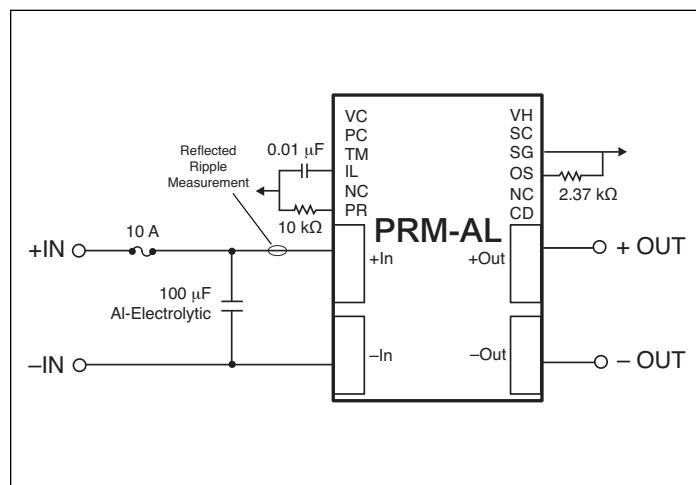 VC
PC
TM
IL
NC
PR
VH
SC
SG
OS
NC
CD
Reflected
Ripple
Measurement
0.01 µF
10 kΩ
2.37 kΩ
PRM-AL
10 A
+IN
+In
+Out
+ OUT
100 µF
Al-Electrolytic
–IN
–In
–Out
– OUT